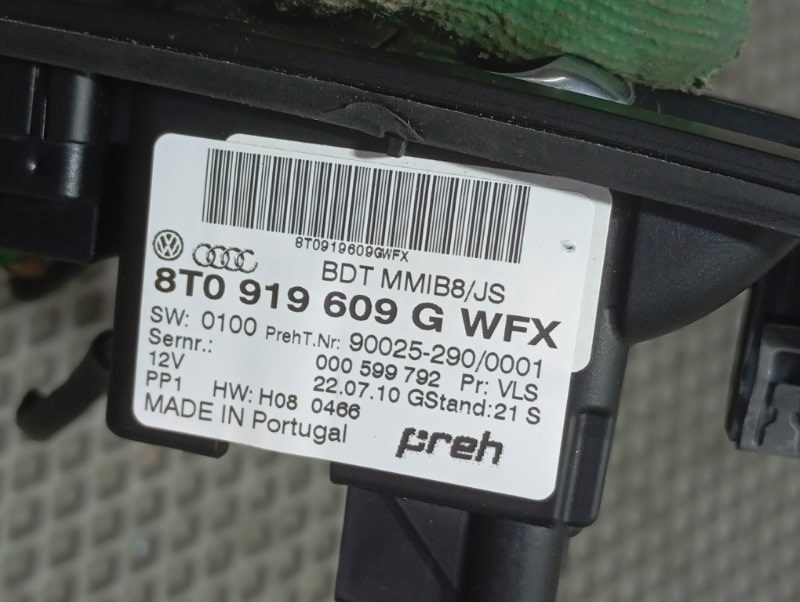 8T0919609GWFX
BDT MMIB8/JS
8T0 919 609 G WFX
SW: 0100 PrehT.Nr: 90025-290/0001
Sernr.: 000 599 792 Pr: VLS
12V 22.07.10 GStand:21 S
PP1 HW: H08 0466
MADE IN Portugal preh